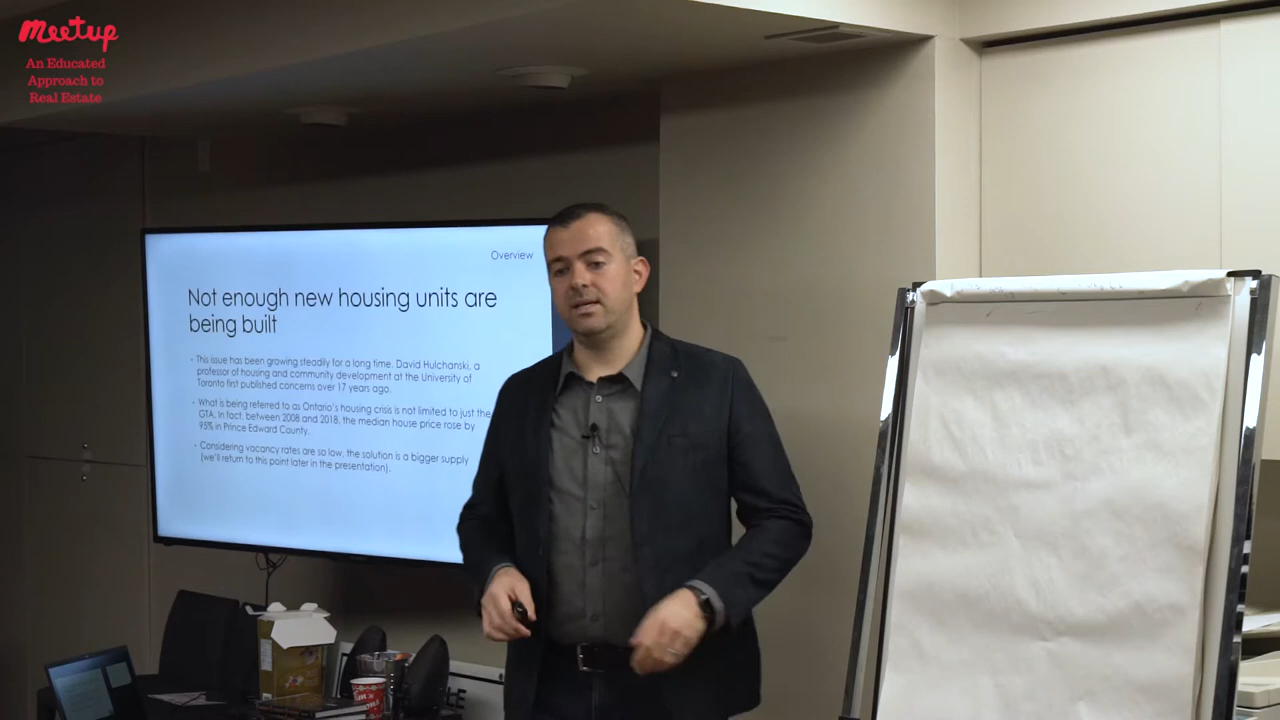 Meetup
An Educated
Approach to
Real Estate
Overview
Not enough new housing units are
being built
• This issue has been growing steadily for a long time. David Hulchanski, a
professor of housing and community development at the University of
Toronto first published concerns over 17 years ago.
• What is being referred to as Ontario's housing crisis is not limited to just the
GTA. In fact, between 2008 and 2018, the median house price rose by
95% in Prince Edward County.
• Considering vacancy rates are so low, the solution is a bigger supply
(we'll return to this point later in the presentation).